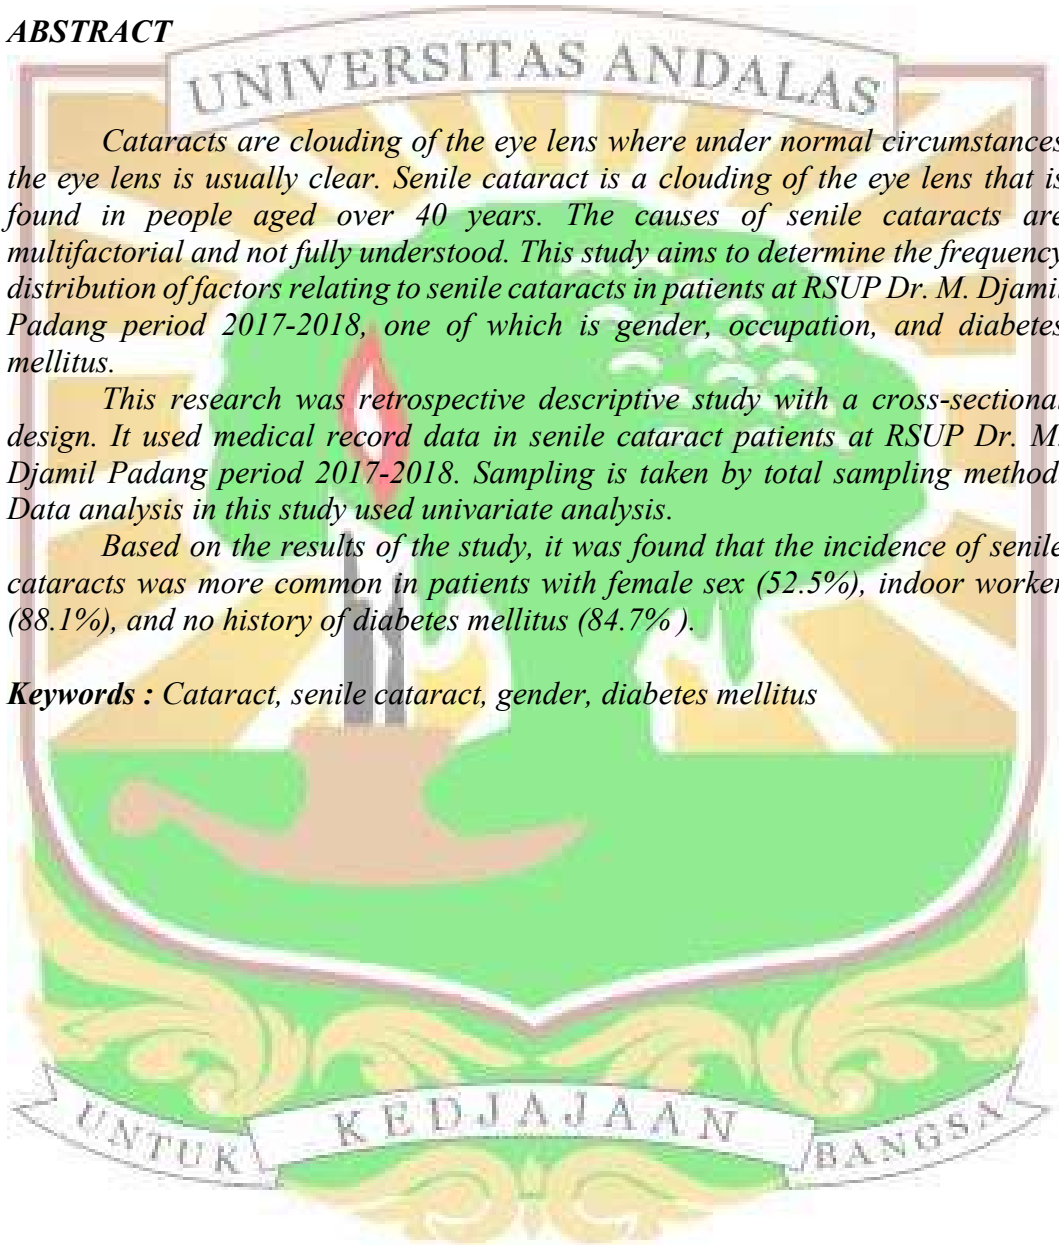 ABSTRACT
UNIVERSITAS ANDALAS
Cataracts are clouding of the eye lens where under normal circumstances
the eye lens is usually clear. Senile cataract is a clouding of the eye lens that is
found in people aged over 40 years. The causes of senile cataracts are
multifactorial and not fully understood. This study aims to determine the frequency
distribution of factors relating to senile cataracts in patients at RSUP Dr. M. Djamil
Padang period 2017-2018, one of which is gender, occupation, and diabetes
mellitus.
This research was retrospective descriptive study with a cross-sectional
design. It used medical record data in senile cataract patients at RSUP Dr. M.
Djamil Padang period 2017-2018. Sampling is taken by total sampling method.
Data analysis in this study used univariate analysis.
Based on the results of the study, it was found that the incidence of senile
cataracts was more common in patients with female sex (52.5%), indoor worker
(88.1%), and no history of diabetes mellitus (84.7% ).
Keywords : Cataract, senile cataract, gender, diabetes mellitus
UNTUK KEDJAJAAN BANGSA